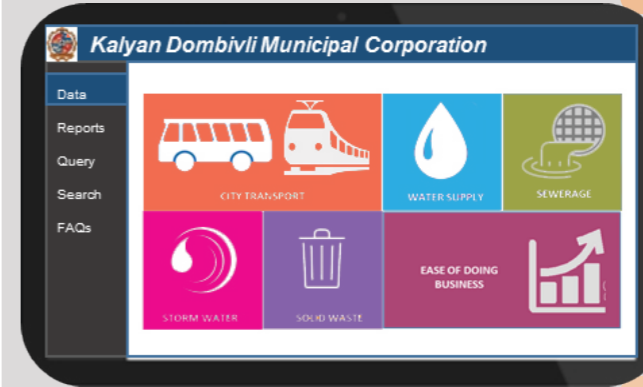 Kalyan Dombivli Municipal Corporation
Data
Reports
Query
Search
FAQs
CITY TRANSPORT
WATER SUPPLY
SEWERAGE
STORM WATER
SOLID WASTE
EASE OF DOING
BUSINESS